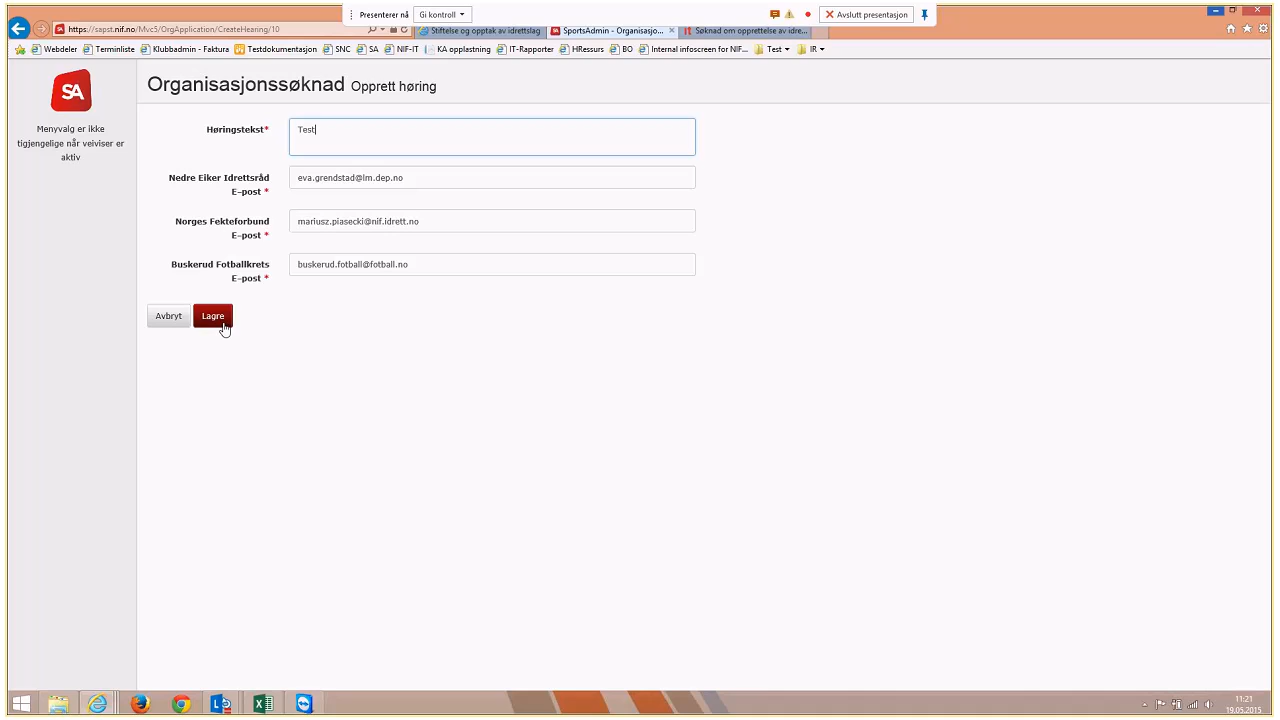 Presenterer nå
Gi kontroll
Avslutt presentasjon
https://sapst.nif.no/Mvc5/OrgApplication/CreateHearing/10
Stiftelse og opptak av idrettslag
SportsAdmin - Organisasjo...
Søknad om opprettelse av idre...
Webdeler
Terminliste
Klubbadmin - Faktura
Testdokumentasjon
SNC
SA
NIF-IT
KA opplastning
IT-Rapporter
HRessurs
BO
Internal infoscreen for NIF...
Test
IR
SA
Menyvalg er ikke
tigjengelige når veiviser er
aktiv
Organisasjonssøknad Opprett høring
Høringstekst*
Test
Nedre Eiker Idrettsråd
E-post *
eva.grendstad@lm.dep.no
Norges Fekteforbund
E-post *
mariusz.piasecki@nif.idrett.no
Buskerud Fotballkrets
E-post *
buskerud.fotball@fotball.no
Avbryt
Lagre
11:21
19.05.2015